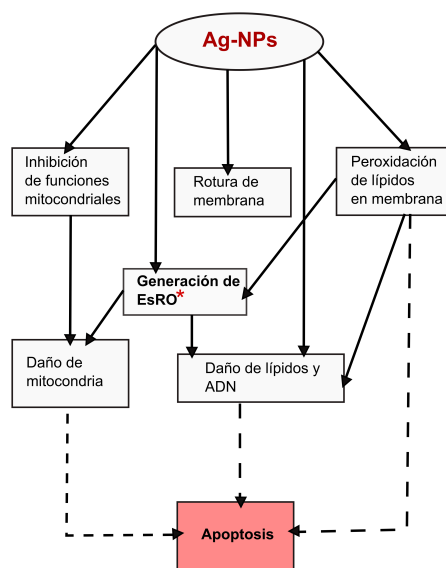 Ag-NPs
Inhibición
de funciones
mitocondriales
Rotura de
membrana
Peroxidación
de lípidos
en membrana
Generación de
EsRO*
Daño de
mitocondria
Daño de lípidos y
ADN
Apoptosis